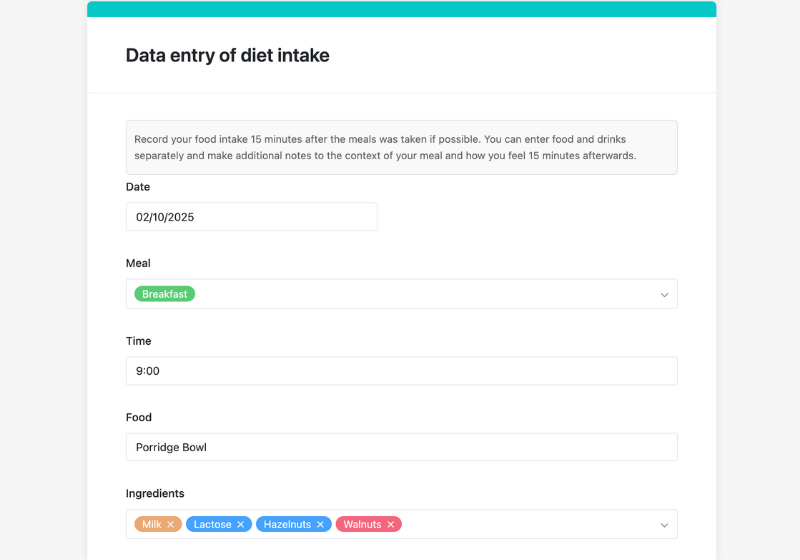 Data entry of diet intake
Record your food intake 15 minutes after the meals was taken if possible. You can enter food and drinks
separately and make additional notes to the context of your meal and how you feel 15 minutes afterwards.
Date
02/10/2025
Meal
Breakfast
Time
9:00
Food
Porridge Bowl
Ingredients
Milk Lactose Hazelnuts Walnuts